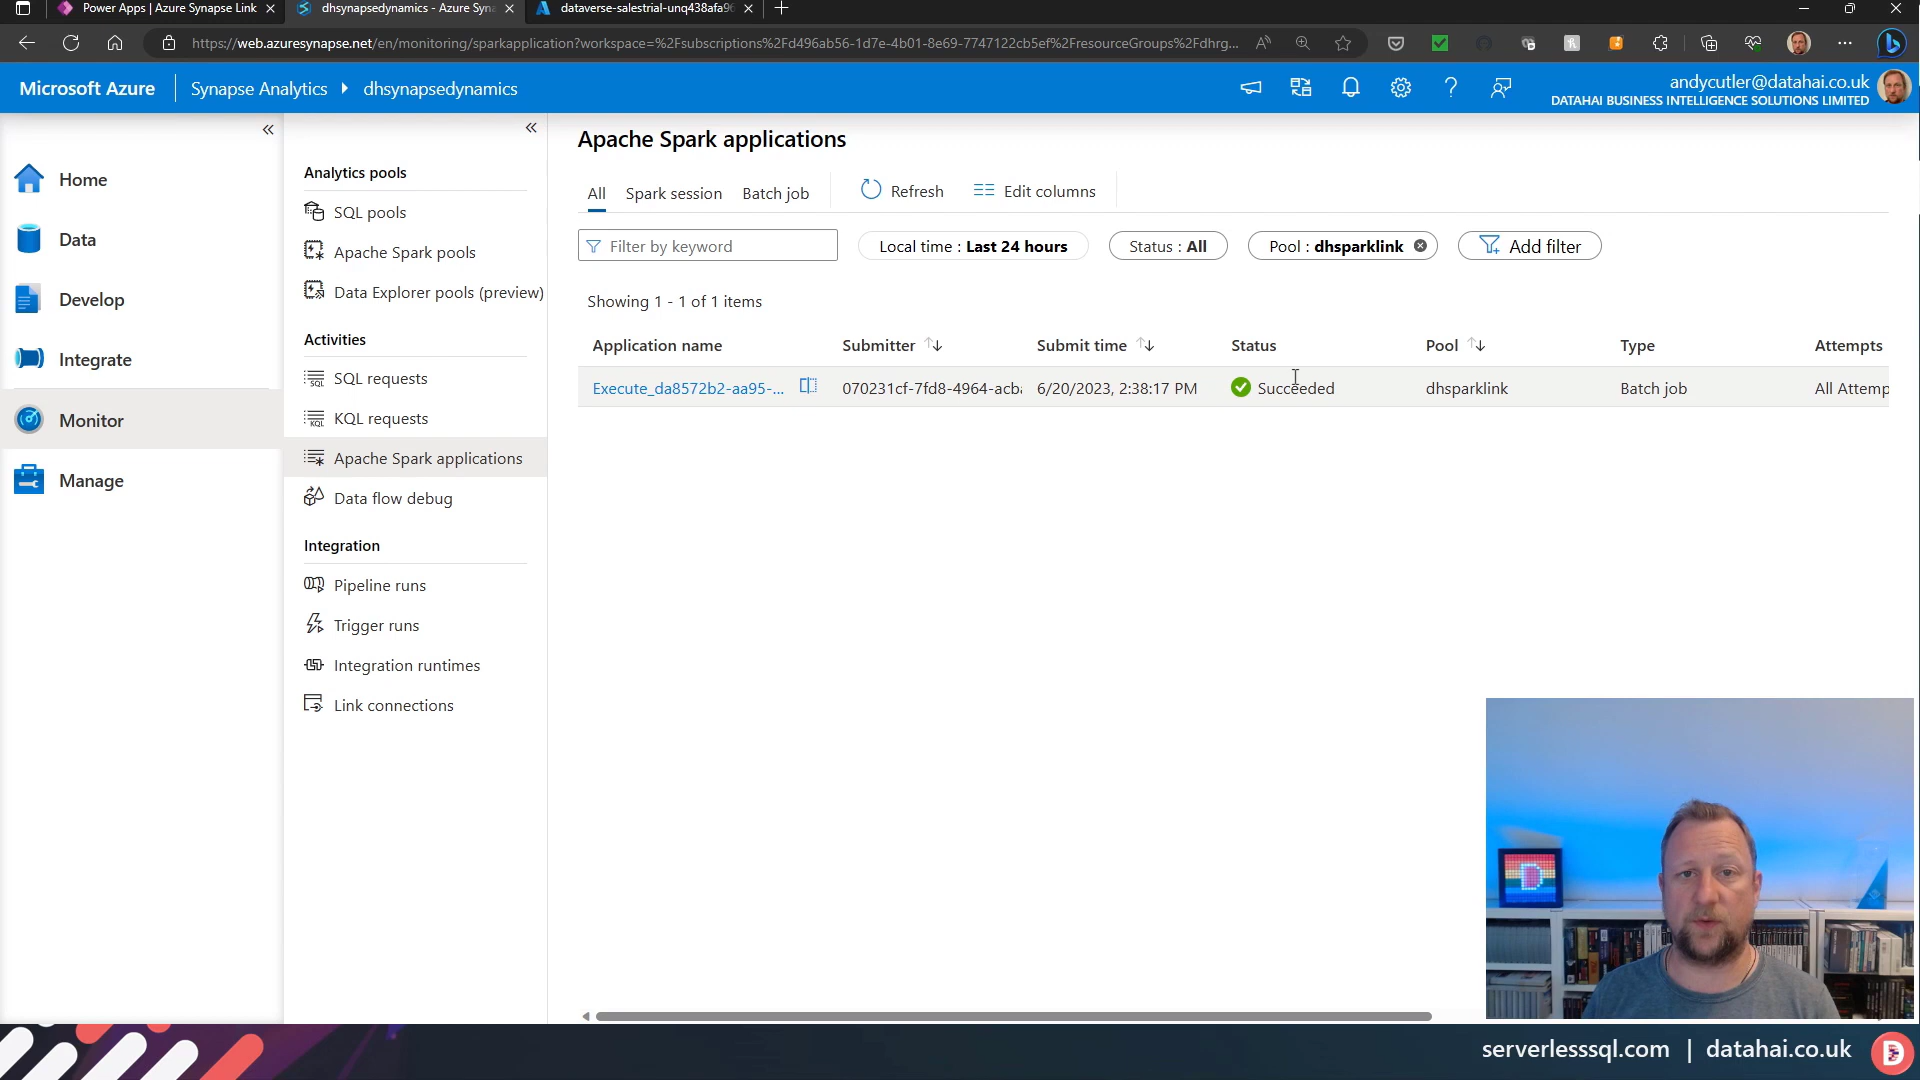 Power Apps | Azure Synapse Link
dhsynapsedynamics - Azure Syna
dataverse-salestrial-unq438afa96
https://web.azuresynapse.net/en/monitoring/sparkapplication?workspace=%2Fsubscriptions%2Fd496ab56-1d7e-4b01-8e69-7747122cb5ef%2FresourceGroups%2Fdhrg...
Microsoft Azure
Synapse Analytics
dhsynapsedynamics
andycutler@datahai.co.uk
DATAHAI BUSINESS INTELLIGENCE SOLUTIONS LIMITED
Home
Data
Develop
Integrate
Monitor
Manage
Analytics pools
SQL pools
Apache Spark pools
Data Explorer pools (preview)
Activities
SQL requests
KQL requests
Apache Spark applications
Data flow debug
Integration
Pipeline runs
Trigger runs
Integration runtimes
Link connections
Apache Spark applications
All Spark session Batch job Refresh Edit columns
Filter by keyword
Local time : Last 24 hours
Status : All
Pool : dhsparklink
Add filter
Showing 1 - 1 of 1 items
Application name Submitter Submit time Status Pool Type Attempts
Execute_da8572b2-aa95-... 070231cf-7fd8-4964-acba 6/20/2023, 2:38:17 PM Succeeded dhsparklink Batch job All Attemp
D
serverlesssql.com | datahai.co.uk
D